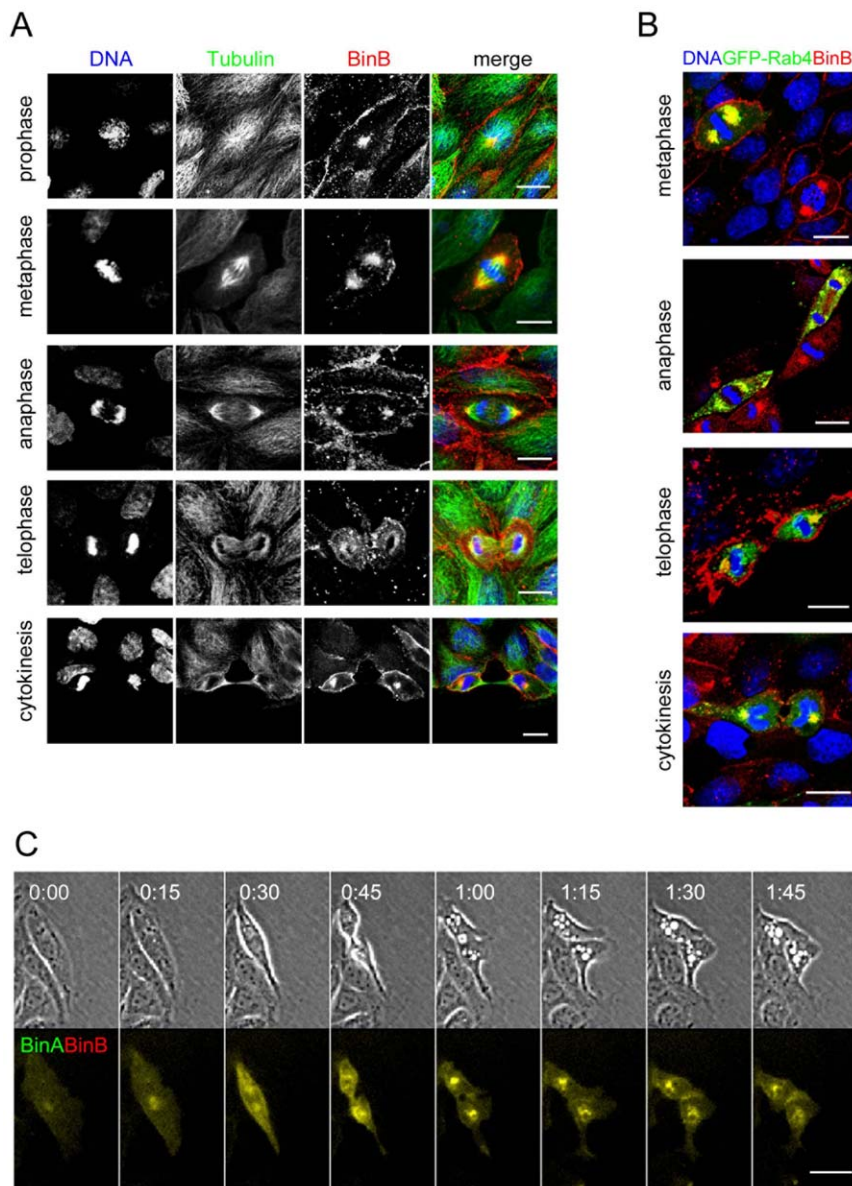 A
DNA Tubulin BinB merge
prophase
metaphase
anaphase
telophase
cytokinesis
B
DNAGFP-Rab4BinB
metaphase
anaphase
telophase
cytokinesis
C
0:00 0:15 0:30 0:45 1:00 1:15 1:30 1:45
BinABinB